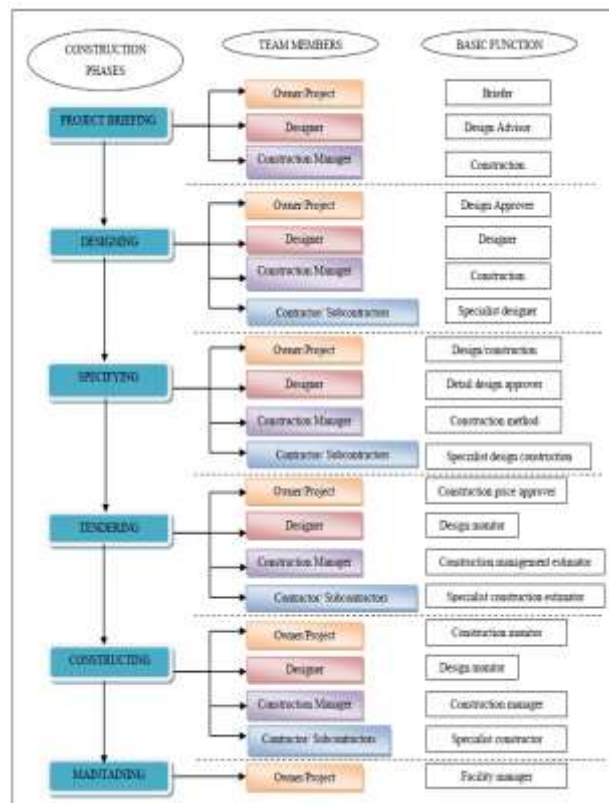 CONSTRUCTION
PHASES
TEAM MEMBERS
BASIC FUNCTION
PROJECT BRIEFING
Owner/Project
Briefer
Designer
Design Advisor
Construction Manager
Construction
DESIGNING
Owner/Project
Design Approver
Designer
Designer
Construction Manager
Construction
Contractor/ Subcontractors
Specialist designer
SPECIFYING
Owner/Project
Design/construction
Designer
Detail design approver
Construction Manager
Construction method
Contractor/ Subcontractors
Specialist design construction
TENDERING
Owner/Project
Construction price approver
Designer
Design monitor
Construction Manager
Construction management estimator
Contractor/ Subcontractors
Specialist construction estimator
CONSTRUCTING
Owner/Project
Construction monitor
Designer
Design monitor
Construction Manager
Construction manager
Contractor/ Subcontractors
Specialist constructor
MAINTAINING
Owner/Project
Facility manager